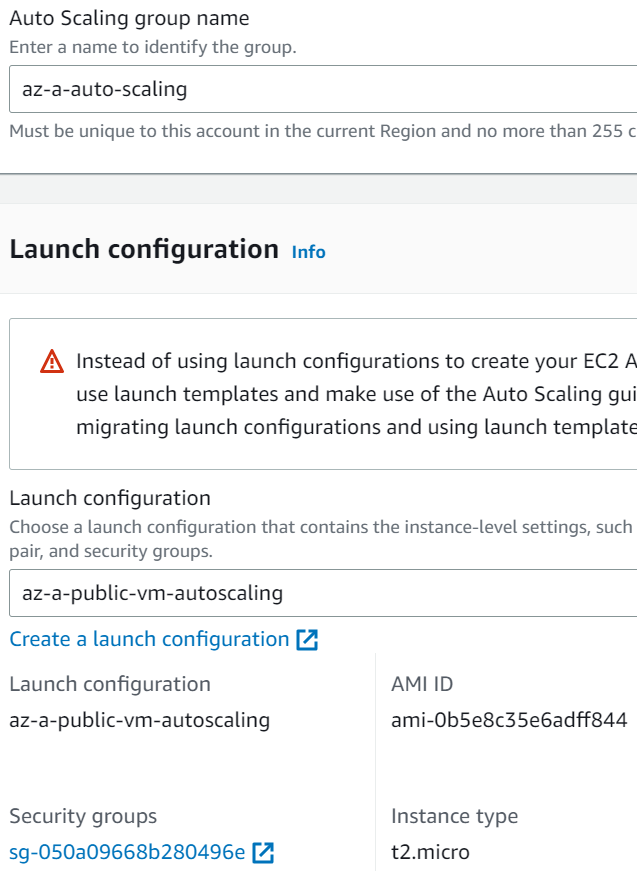 Auto Scaling group name
Enter a name to identify the group.
az-a-auto-scaling
Must be unique to this account in the current Region and no more than 255 c
Launch configuration Info
Instead of using launch configurations to create your EC2 A
use launch templates and make use of the Auto Scaling gui
migrating launch configurations and using launch template
Launch configuration
Choose a launch configuration that contains the instance-level settings, such
pair, and security groups.
az-a-public-vm-autoscaling
Create a launch configuration
Launch configuration
az-a-public-vm-autoscaling
AMI ID
ami-0b5e8c35e6adff844
Security groups
sg-050a09668b280496e
Instance type
t2.micro